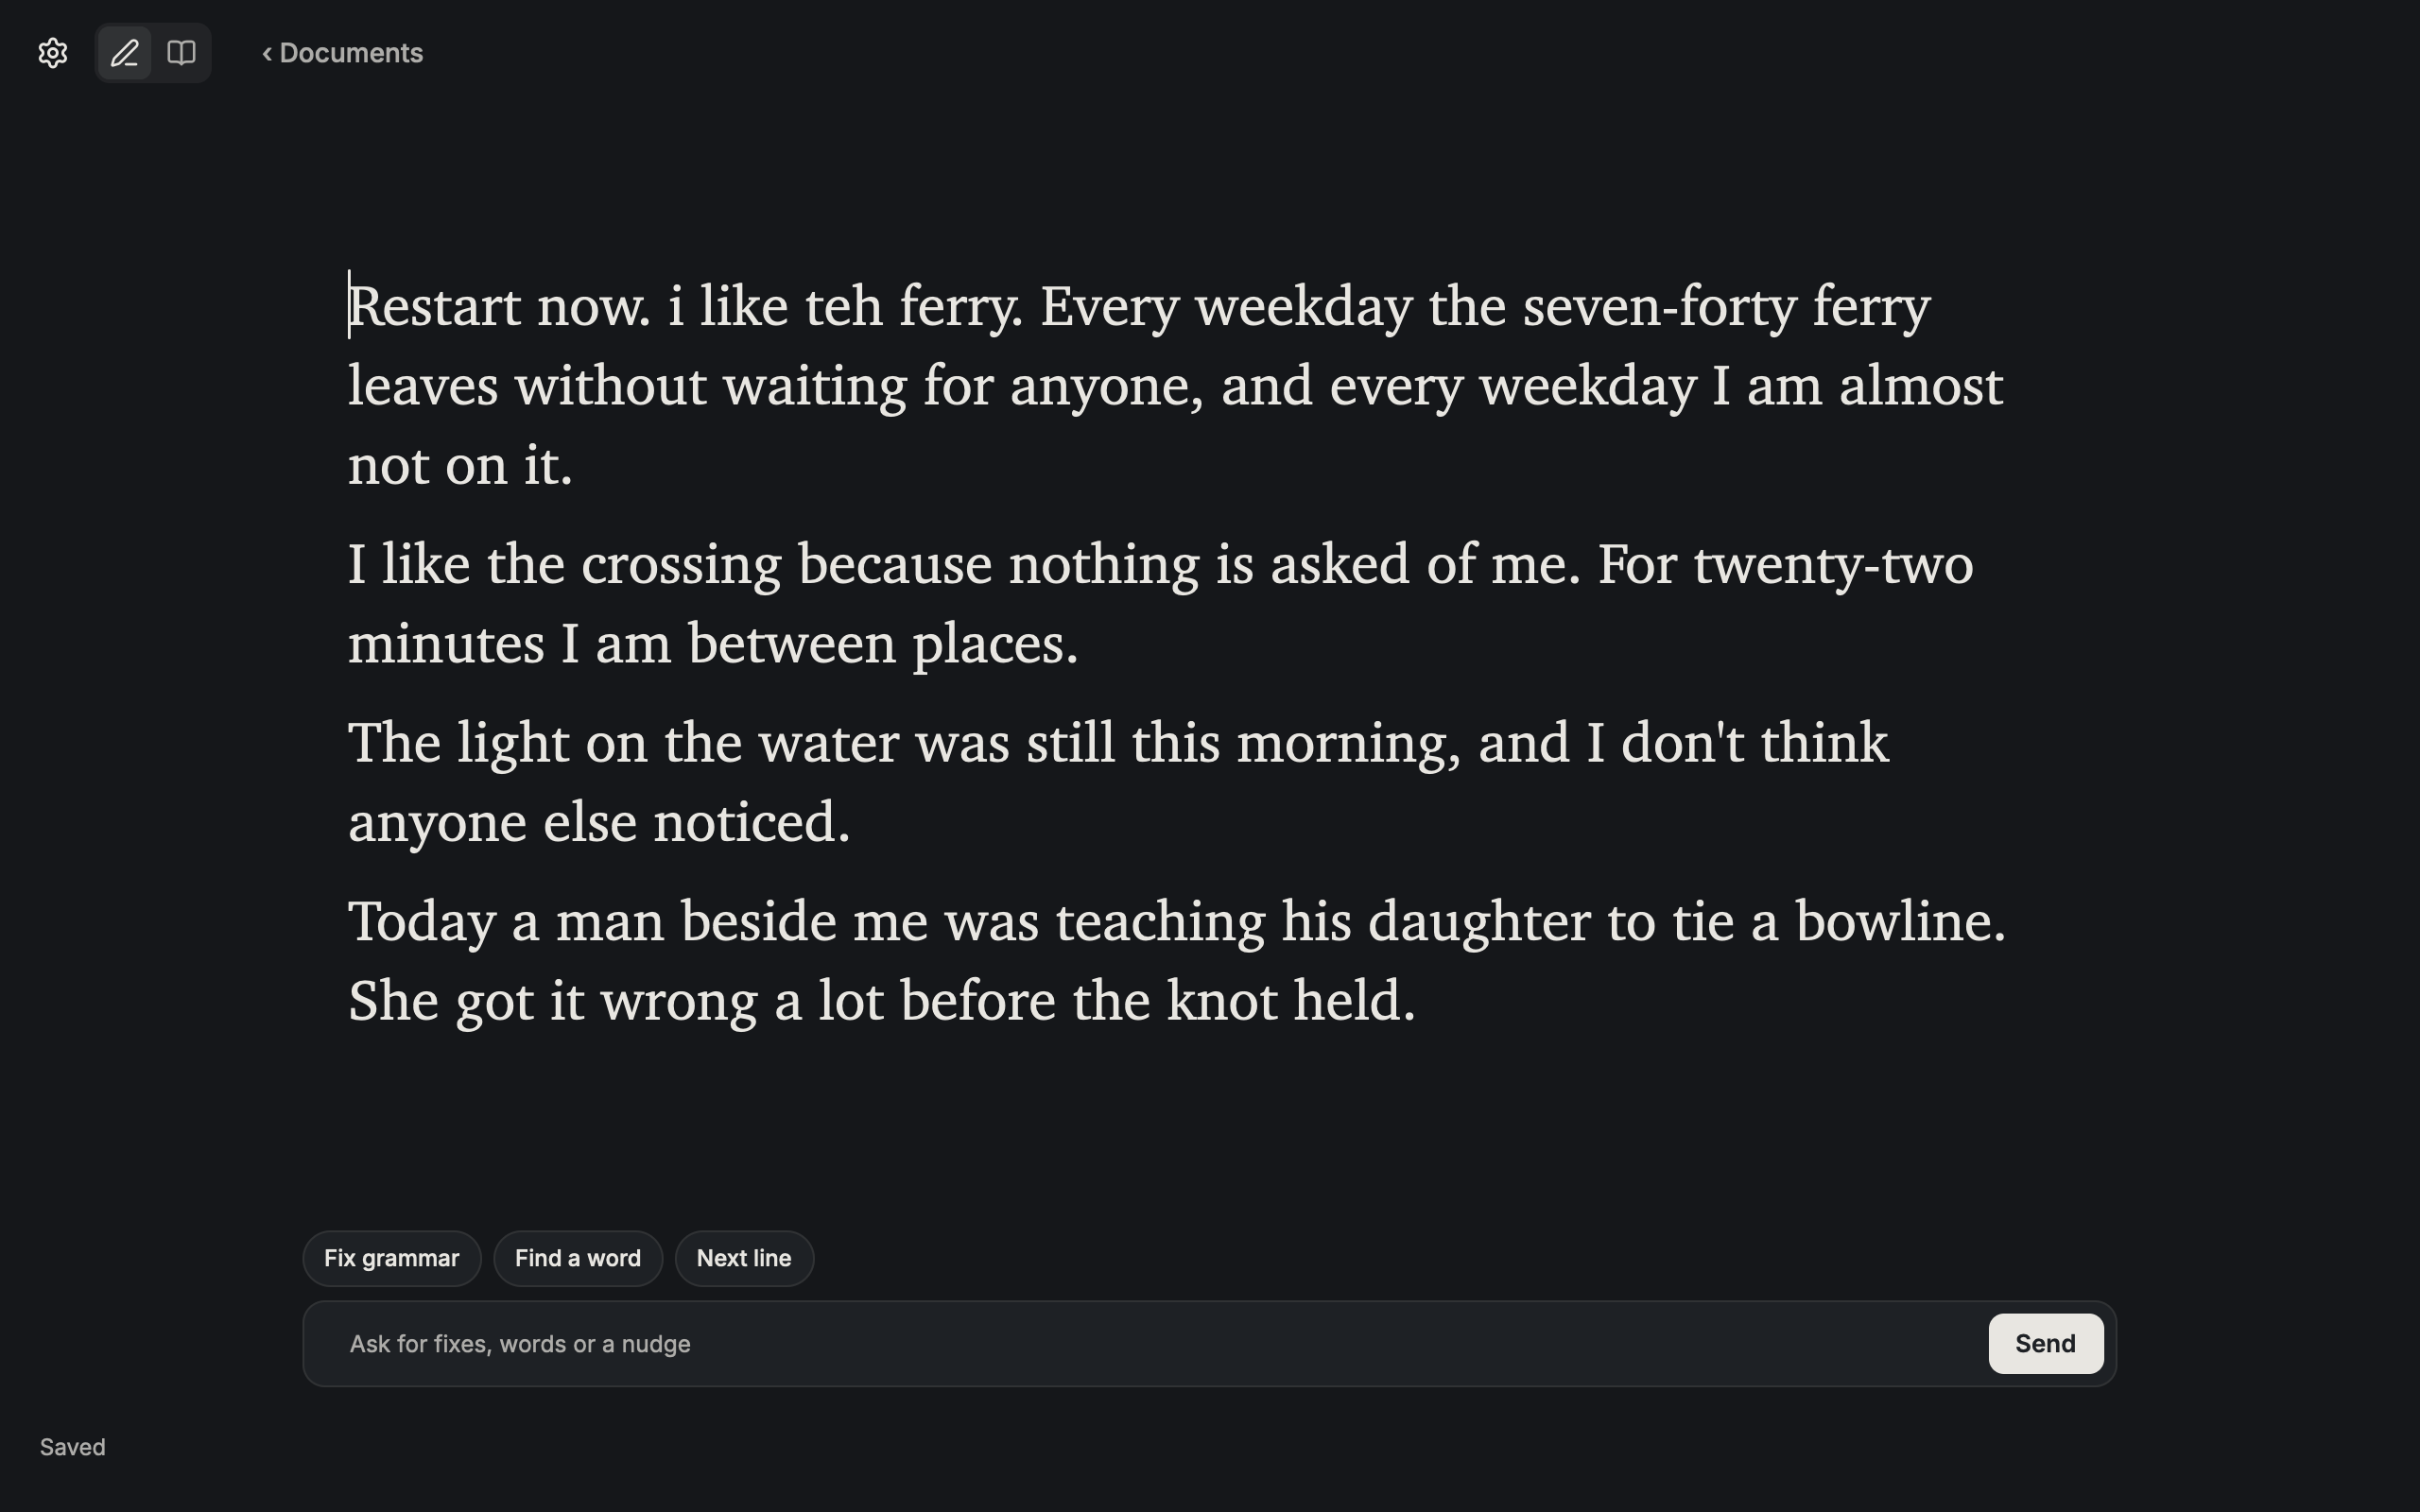 ‹ Documents
Restart now. i like teh ferry. Every weekday the seven-forty ferry
leaves without waiting for anyone, and every weekday I am almost
not on it.
I like the crossing because nothing is asked of me. For twenty-two
minutes I am between places.
The light on the water was still this morning, and I don't think
anyone else noticed.
Today a man beside me was teaching his daughter to tie a bowline.
She got it wrong a lot before the knot held.
Fix grammar Find a word Next line
Ask for fixes, words or a nudge Send
Saved